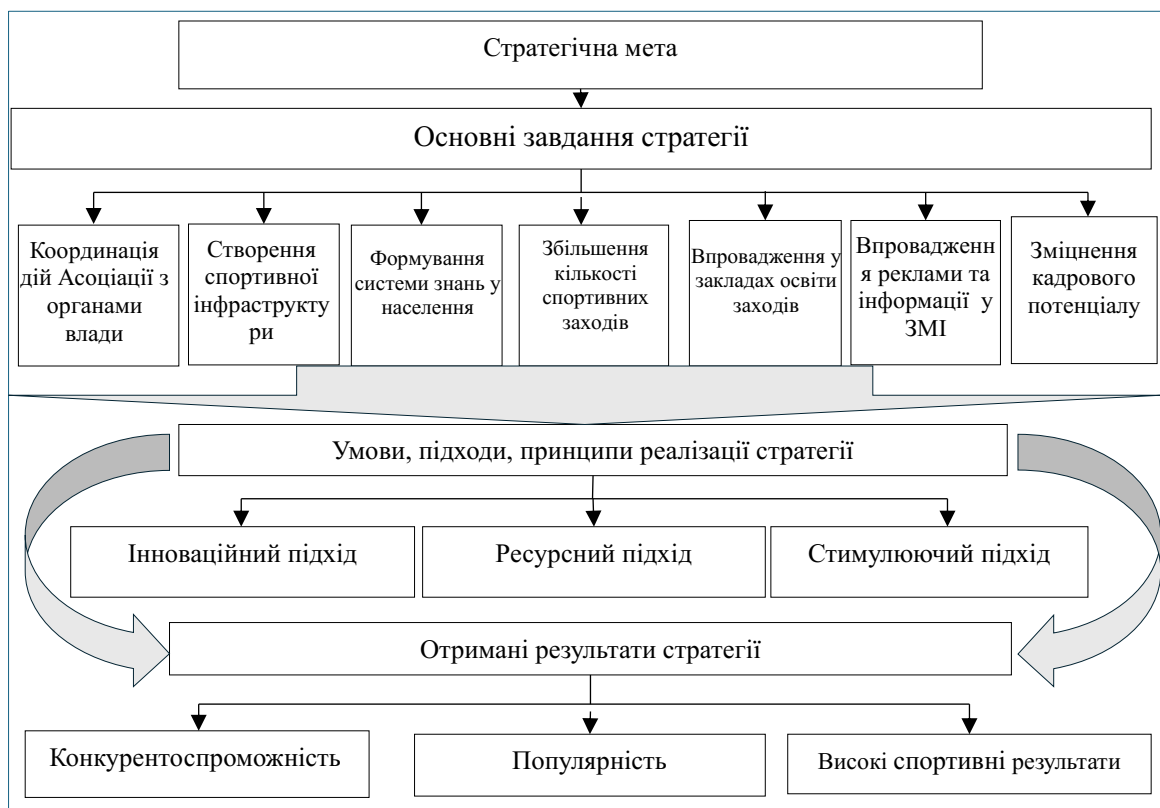 Стратегічна мета
Основні завдання стратегії
Координація
дій Асоціації з
органами
влади
Створення
спортивної
інфраструкту
ри
Формування
системи знань у
населення
Збільшення
кількості
спортивних
заходів
Впровадження у
закладах освіти
заходів
Впровадженн
я реклами та
інформації у
ЗМІ
Зміцнення
кадрового
потенціалу
Умови, підходи, принципи реалізації стратегії
Інноваційний підхід
Ресурсний підхід
Стимулюючий підхід
Отримані результати стратегії
Конкурентоспроможність
Популярність
Високі спортивні результати